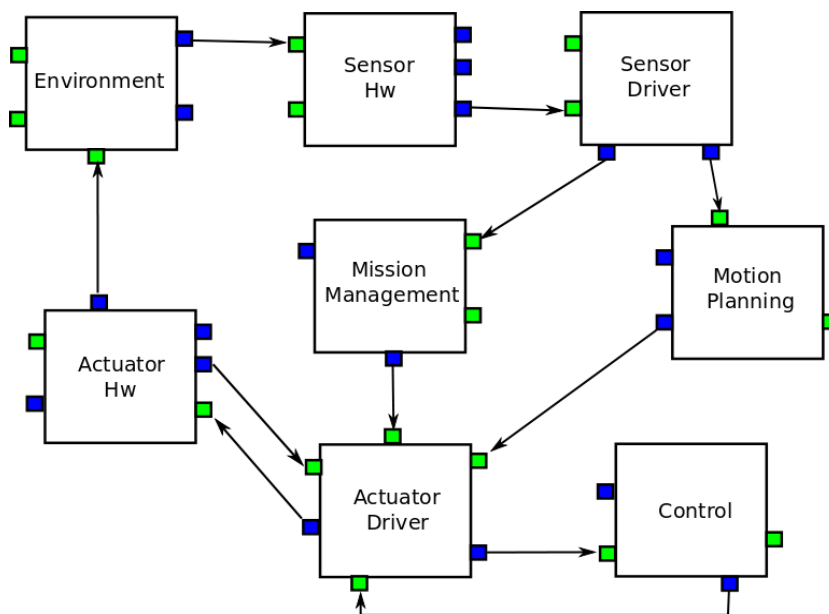 Environment
Sensor
Hw
Sensor
Driver
Mission
Management
Motion
Planning
Actuator
Hw
Actuator
Driver
Control